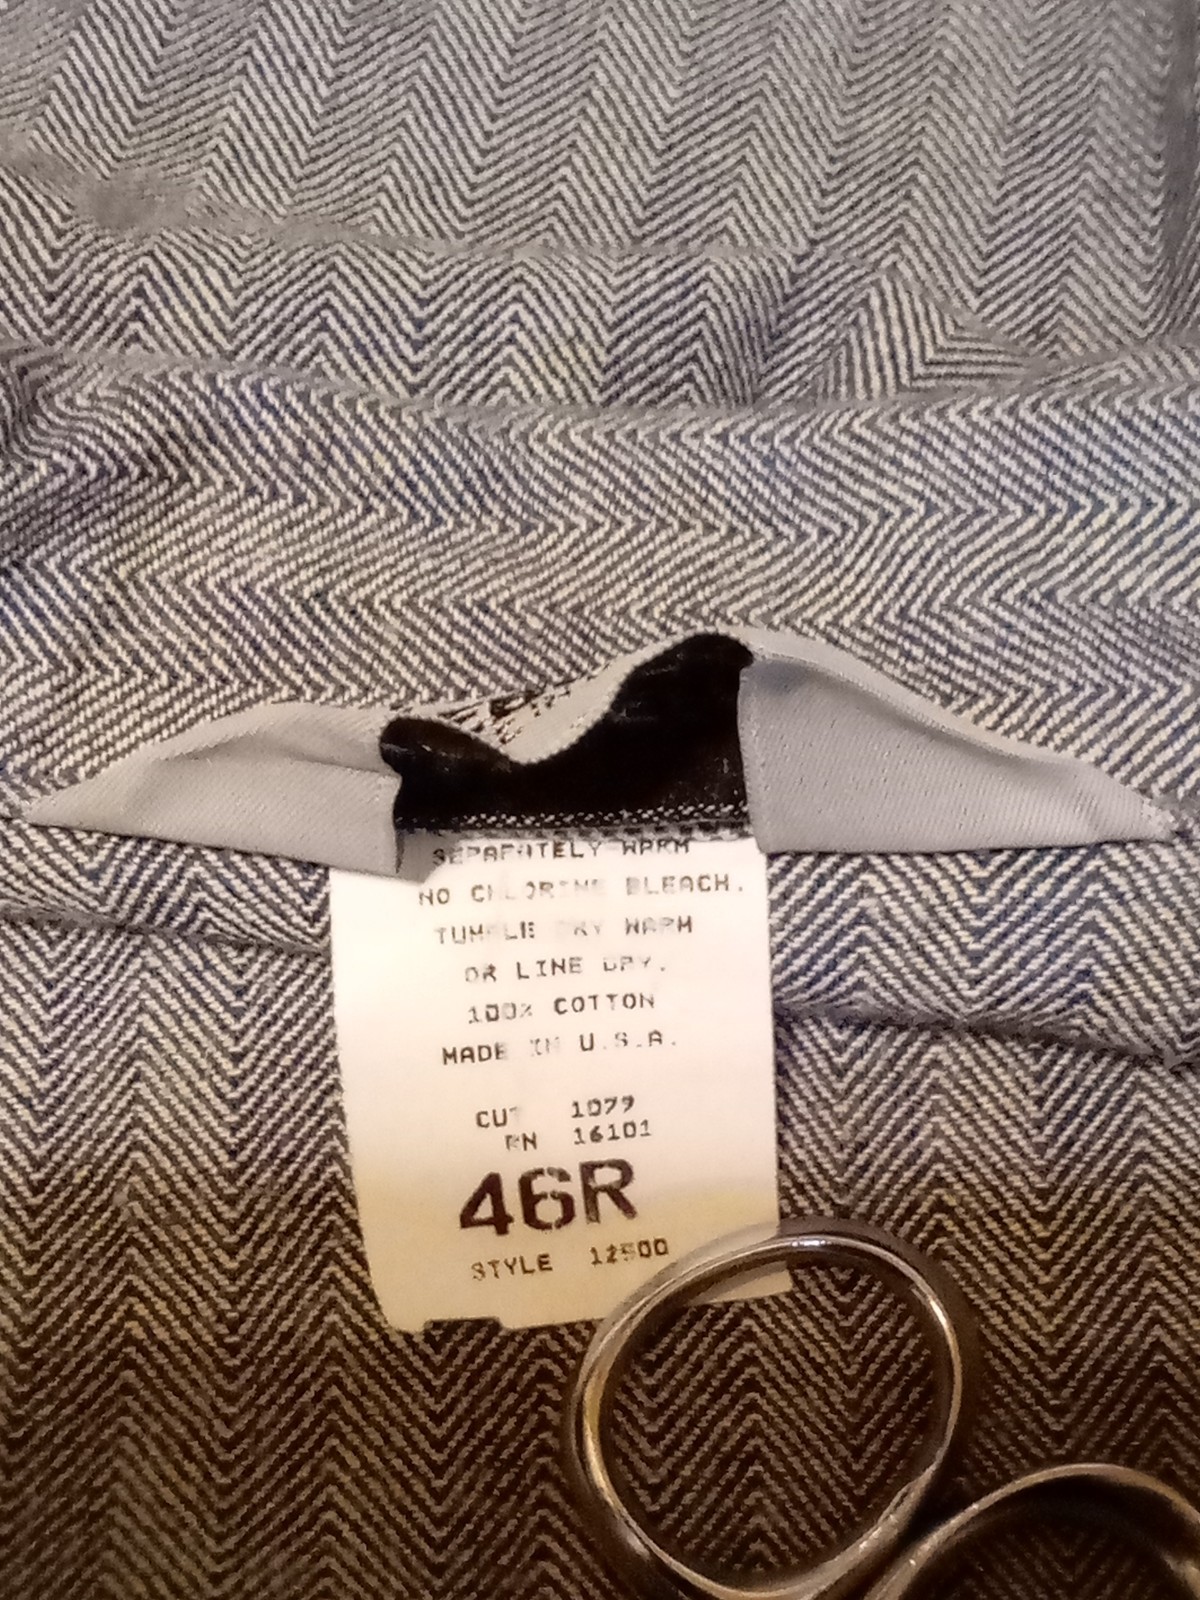 SEPARATELY WARM
NO CHLORINE BLEACH.
TUMBLE DRY WARM
OR LINE DRY.
100% COTTON
MADE IN U.S.A.
CUT 1079
RN 16101
46R
STYLE 12500